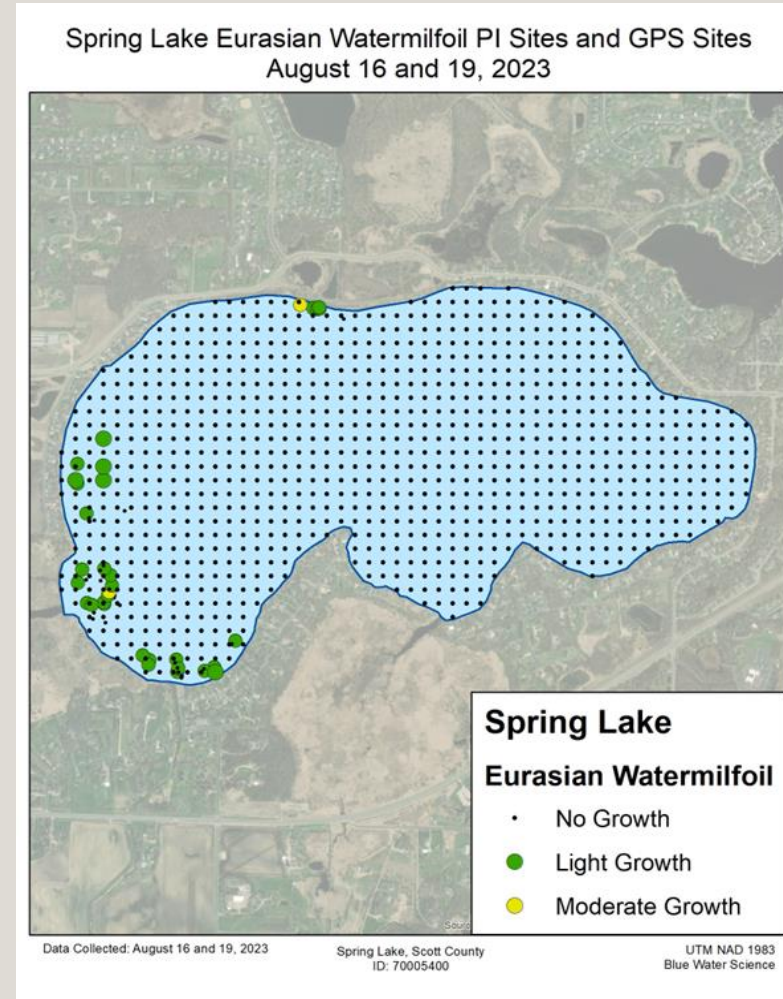 Spring Lake Eurasian Watermilfoil PI Sites and GPS Sites
August 16 and 19, 2023
Spring Lake
Eurasian Watermilfoil
No Growth
Light Growth
Moderate Growth
Data Collected: August 16 and 19, 2023
Spring Lake, Scott County
ID: 70005400
UTM NAD 1983
Blue Water Science